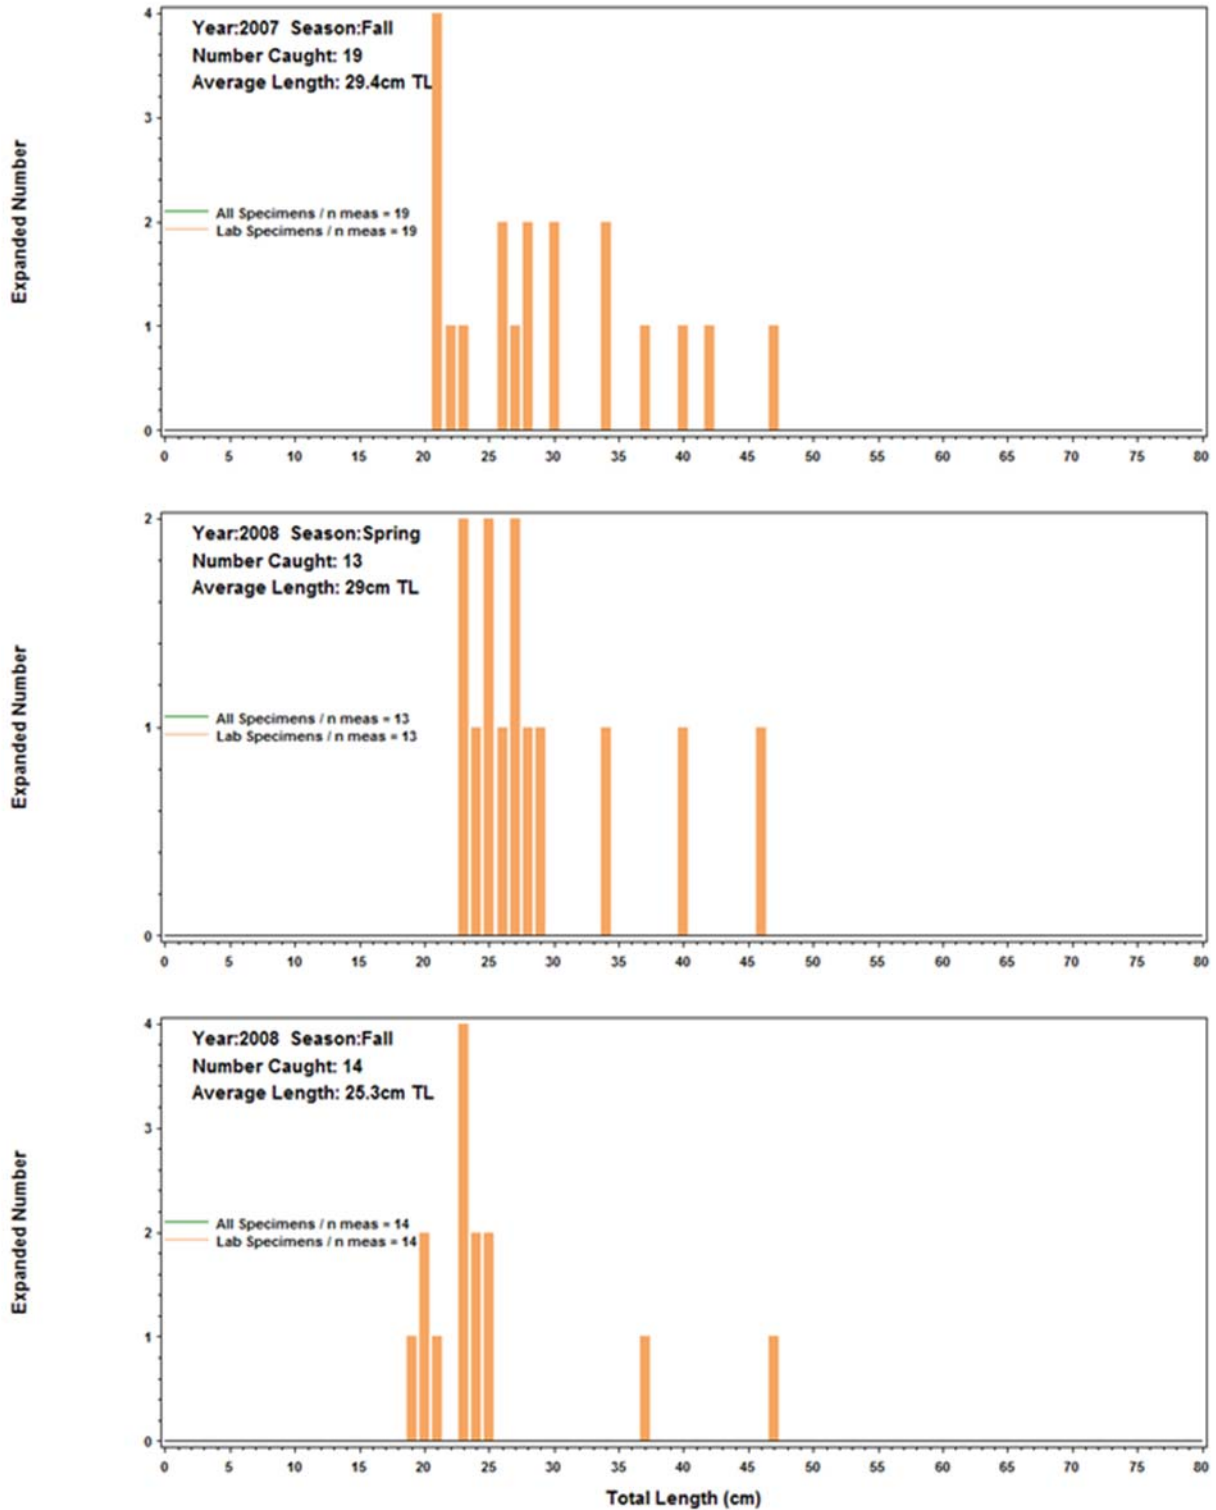 Year:2007 Season:Fall
Number Caught: 19
Average Length: 29.4cm TL
Expanded Number
4
3
2
1
0
All Specimens / n meas = 19
Lab Specimens / n meas = 19
0 5 10 15 20 25 30 35 40 45 50 55 60 65 70 75 80
Year:2008 Season:Spring
Number Caught: 13
Average Length: 29cm TL
Expanded Number
2
1
0
All Specimens / n meas = 13
Lab Specimens / n meas = 13
0 5 10 15 20 25 30 35 40 45 50 55 60 65 70 75 80
Year:2008 Season:Fall
Number Caught: 14
Average Length: 25.3cm TL
Expanded Number
4
3
2
1
0
All Specimens / n meas = 14
Lab Specimens / n meas = 14
0 5 10 15 20 25 30 35 40 45 50 55 60 65 70 75 80
Total Length (cm)